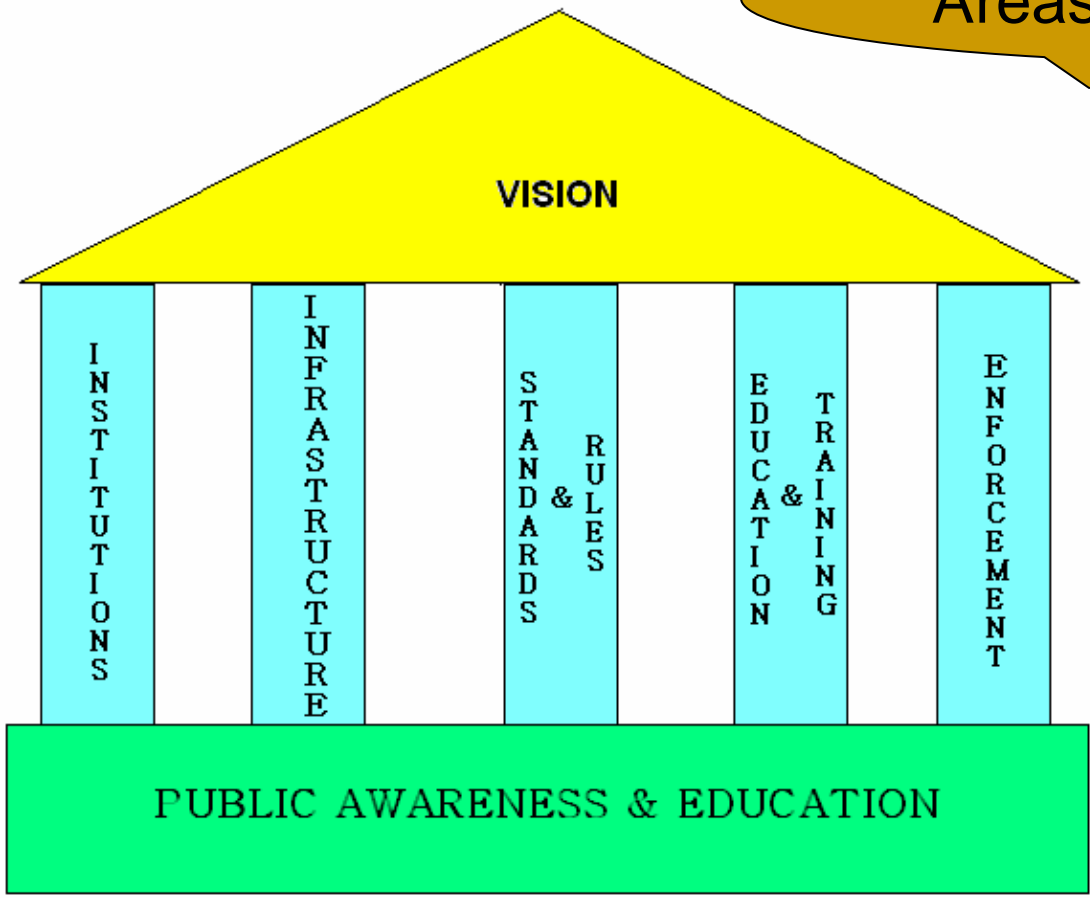 Areas
VISION
INSTITUTIONS
INFRASTRUCTURE
STANDARDS
&
RULES
EDUCATION
&
TRAINING
ENFORCEMENT
PUBLIC AWARENESS & EDUCATION